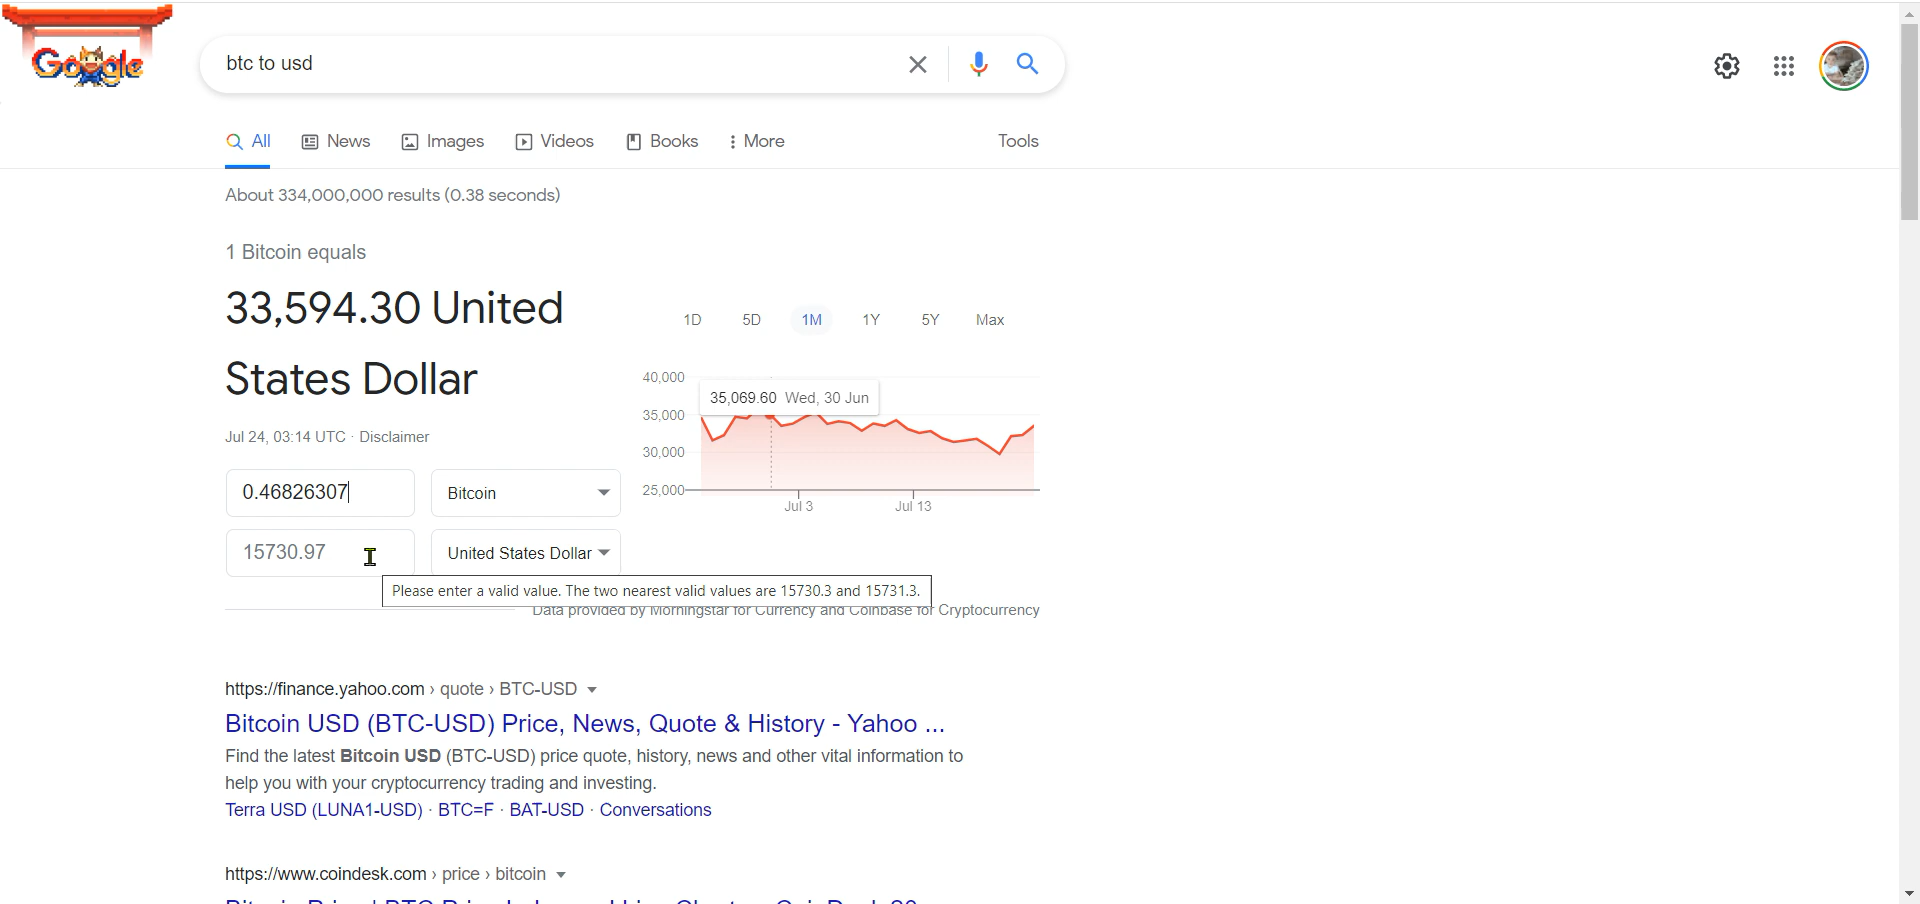 Google
btc to usd
All News Images Videos Books More Tools
About 334,000,000 results (0.38 seconds)
1 Bitcoin equals
33,594.30 United
States Dollar
Jul 24, 03:14 UTC · Disclaimer
0.46826307 Bitcoin
15730.97 United States Dollar
1D 5D 1M 1Y 5Y Max
40,000
35,069.60 Wed, 30 Jun
35,000
30,000
25,000
Jul 3 Jul 13
Please enter a valid value. The two nearest valid values are 15730.3 and 15731.3.
Data provided by Morningstar for Currency and Coinbase for Cryptocurrency
https://finance.yahoo.com › quote › BTC-USD
Bitcoin USD (BTC-USD) Price, News, Quote & History - Yahoo ...
Find the latest Bitcoin USD (BTC-USD) price quote, history, news and other vital information to
help you with your cryptocurrency trading and investing.
Terra USD (LUNA1-USD) · BTC=F · BAT-USD · Conversations
https://www.coindesk.com › price › bitcoin